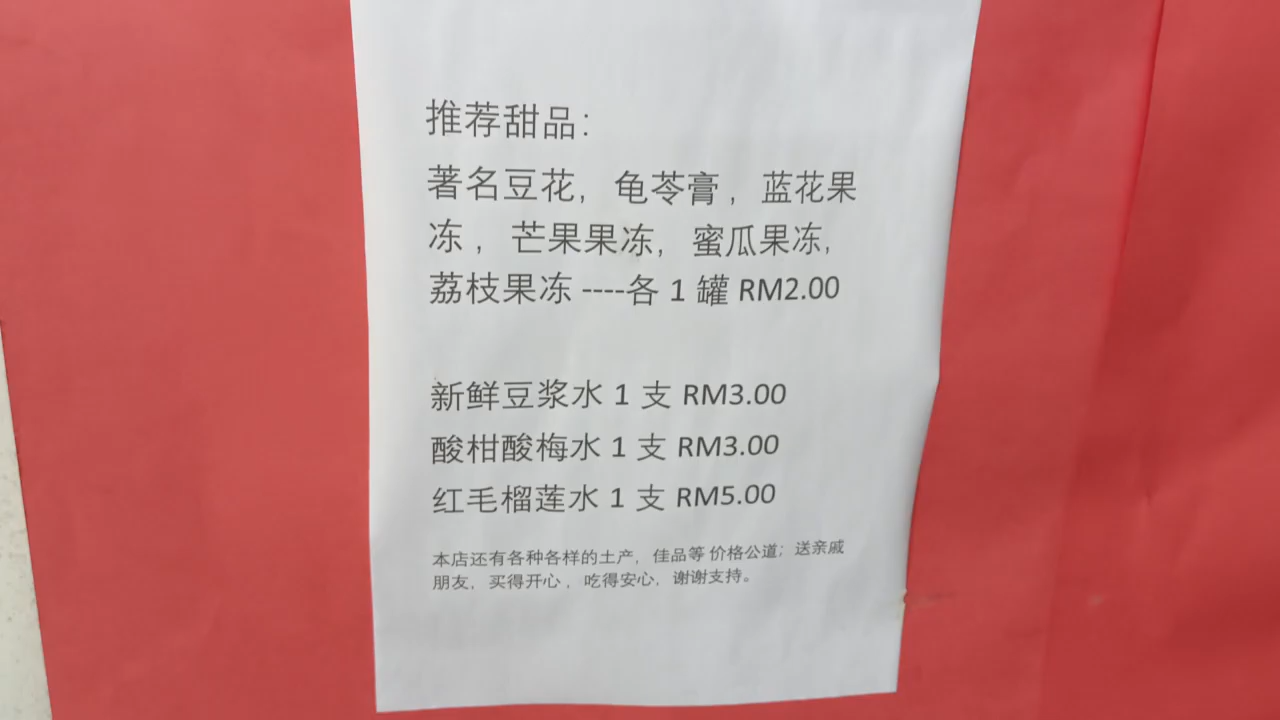 推荐甜品：
著名豆花，龟苓膏，蓝花果
冻，芒果果冻，蜜瓜果冻，
荔枝果冻 ----各 1 罐 RM2.00
新鲜豆浆水 1 支 RM3.00
酸柑酸梅水 1 支 RM3.00
红毛榴莲水 1 支 RM5.00
本店还有各种各样的土产，佳品等 价格公道；送亲戚
朋友，买得开心，吃得安心，谢谢支持。